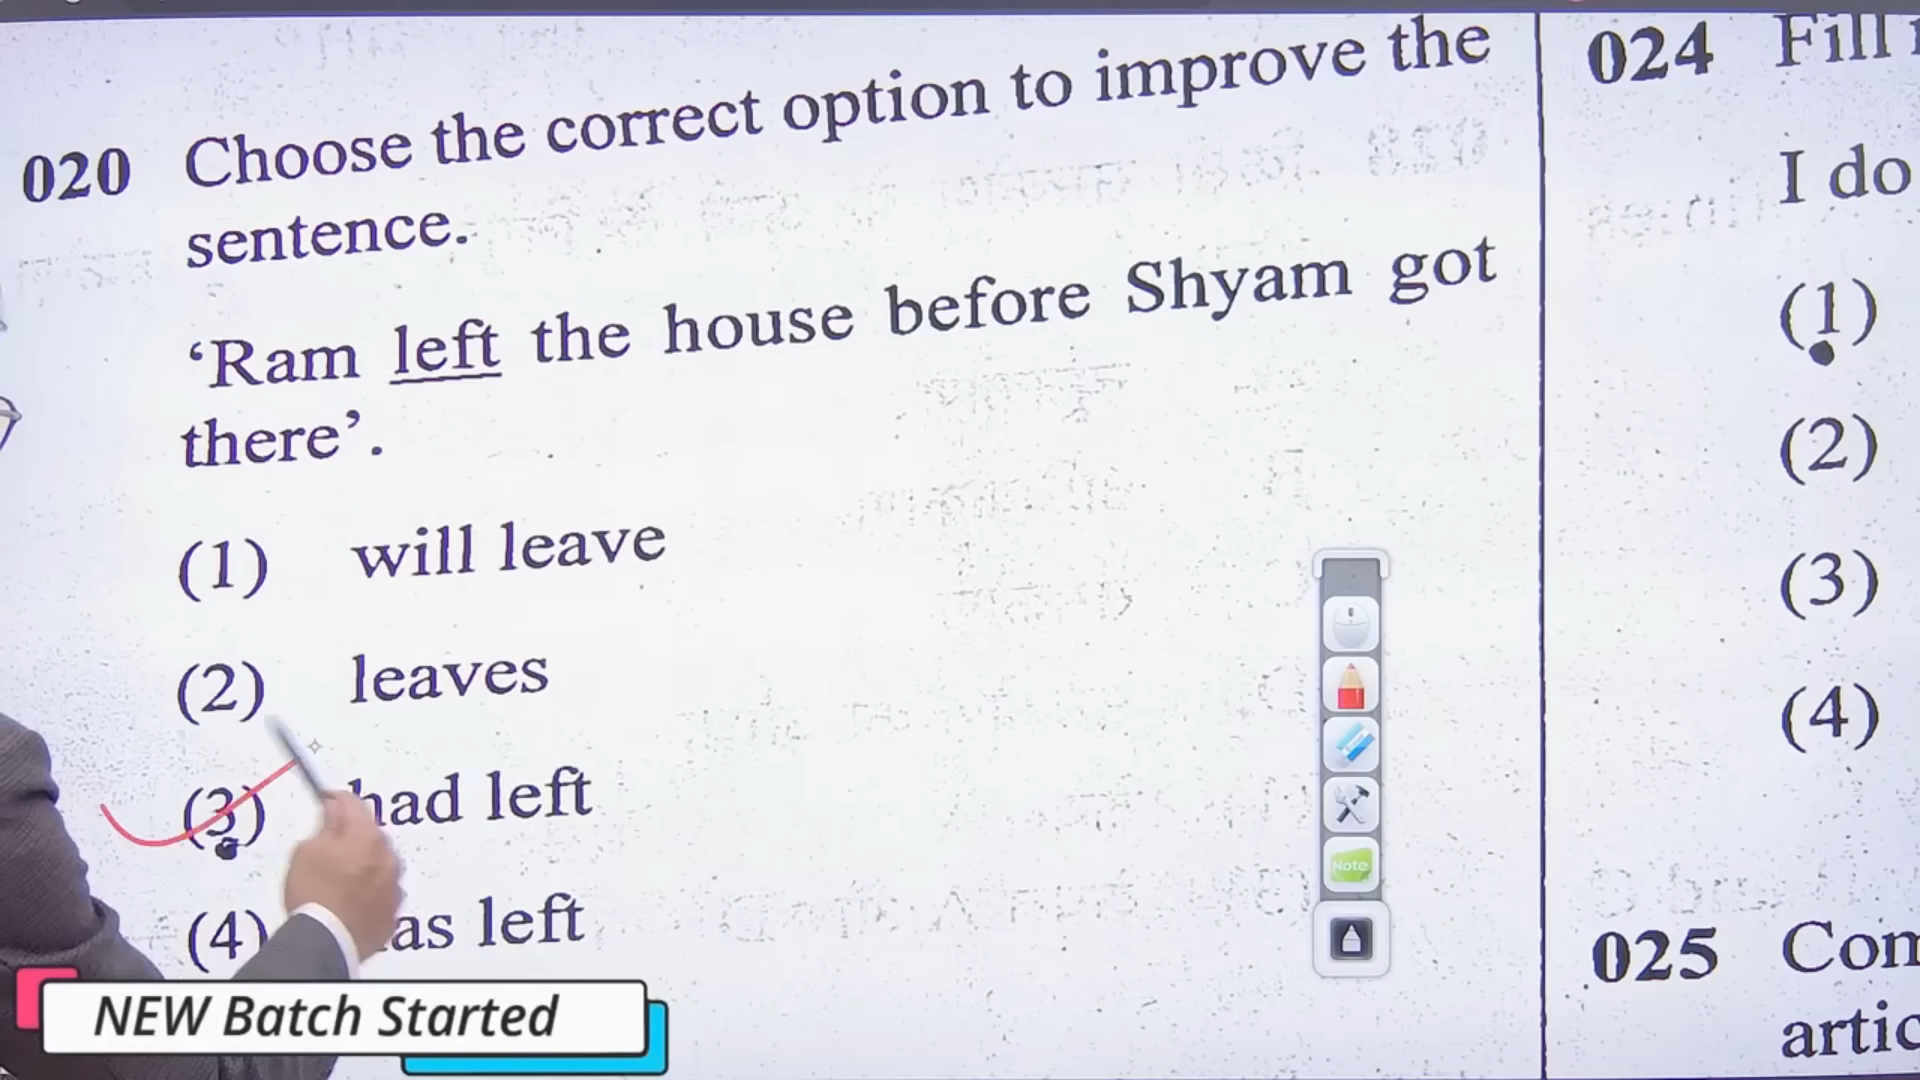 020 Choose the correct option to improve the
sentence.
‘Ram left the house before Shyam got
there’.
(1) will leave
(2) leaves
(3) had left
(4) as left
NEW Batch Started
024 Fill
I do
(1)
(2)
(3)
(4)
025 Com
artic
Note